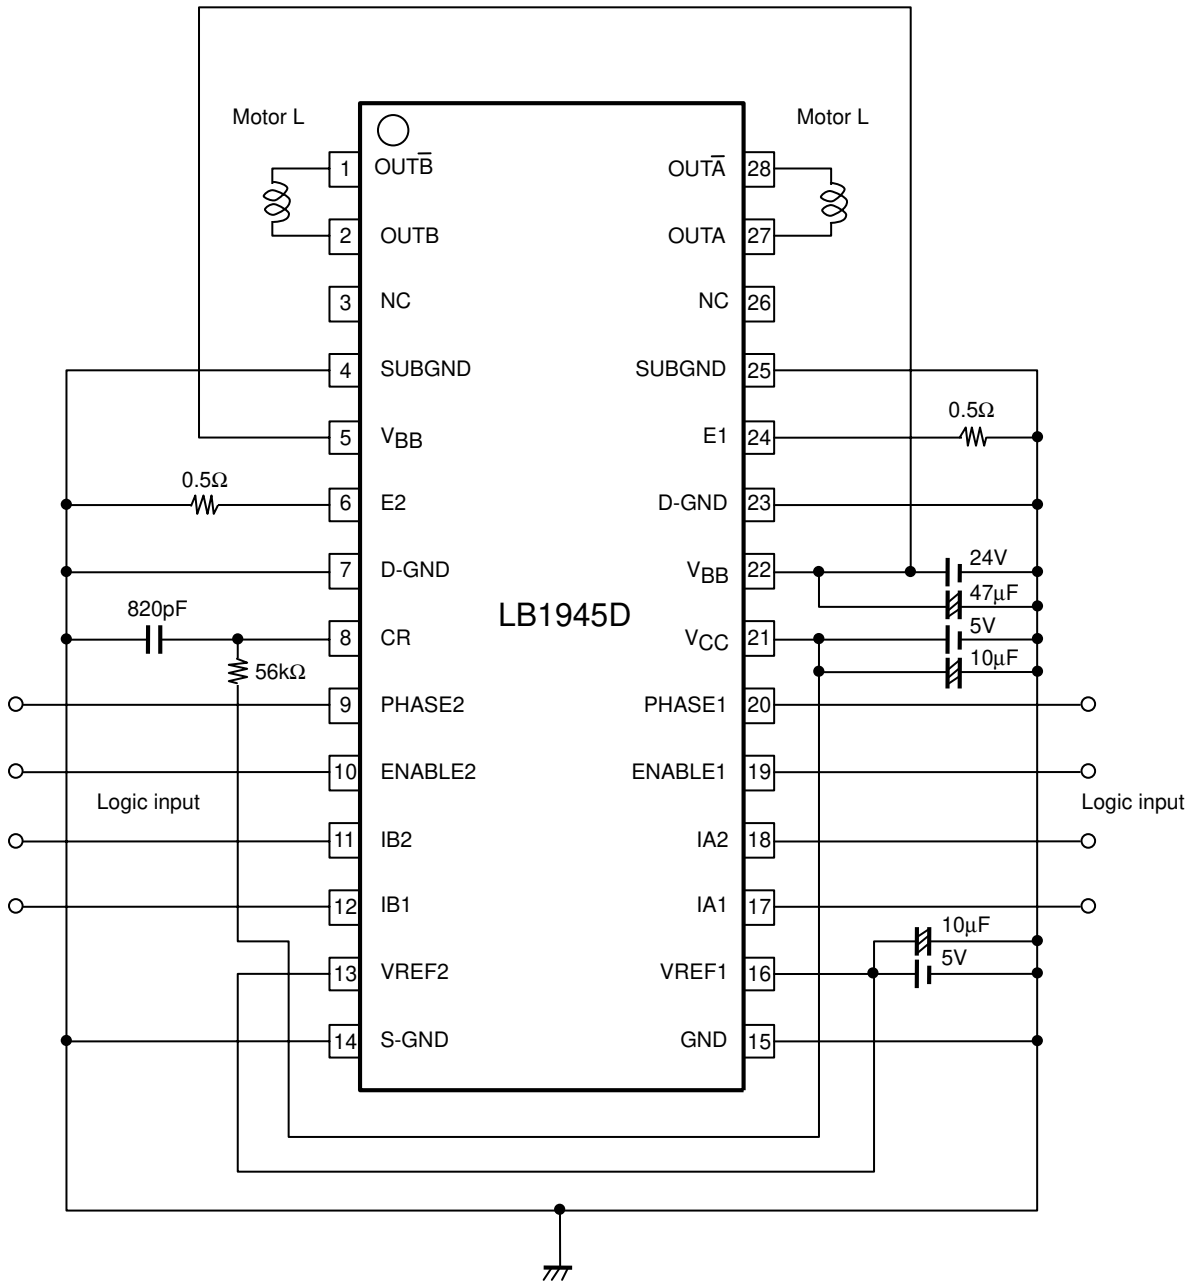 Motor L
Motor L
1 OUTB̅ OUTA̅ 28
2 OUTB OUTA 27
3 NC NC 26
4 SUBGND SUBGND 25
0.5Ω
5 VBB E1 24
0.5Ω
6 E2 D-GND 23
24V
7 D-GND VBB 22
47μF
820pF
LB1945D
5V
8 CR VCC 21
10μF
56kΩ
9 PHASE2 PHASE1 20
10 ENABLE2 ENABLE1 19
Logic input
Logic input
11 IB2 IA2 18
12 IB1 IA1 17
10μF
5V
13 VREF2 VREF1 16
14 S-GND GND 15